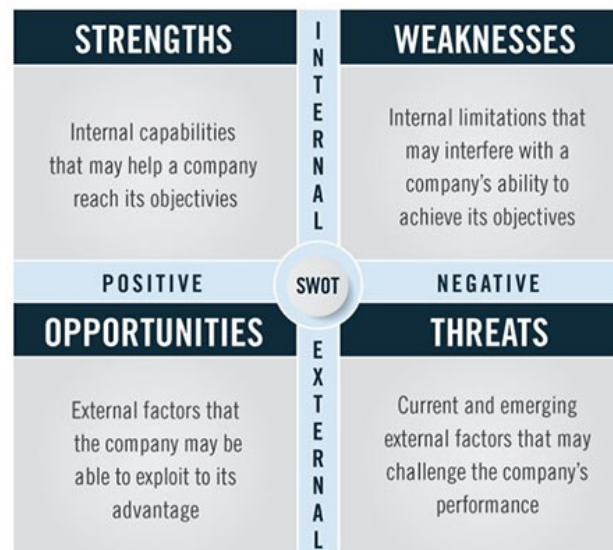 STRENGTHS
Internal capabilities
that may help a company
reach its objectivies
INTERNAL
WEAKNESSES
Internal limitations that
may interfere with a
company's ability to
achieve its objectives
POSITIVE
SWOT
NEGATIVE
OPPORTUNITIES
External factors that
the company may be
able to exploit to its
advantage
EXTERNAL
THREATS
Current and emerging
external factors that may
challenge the company's
performance